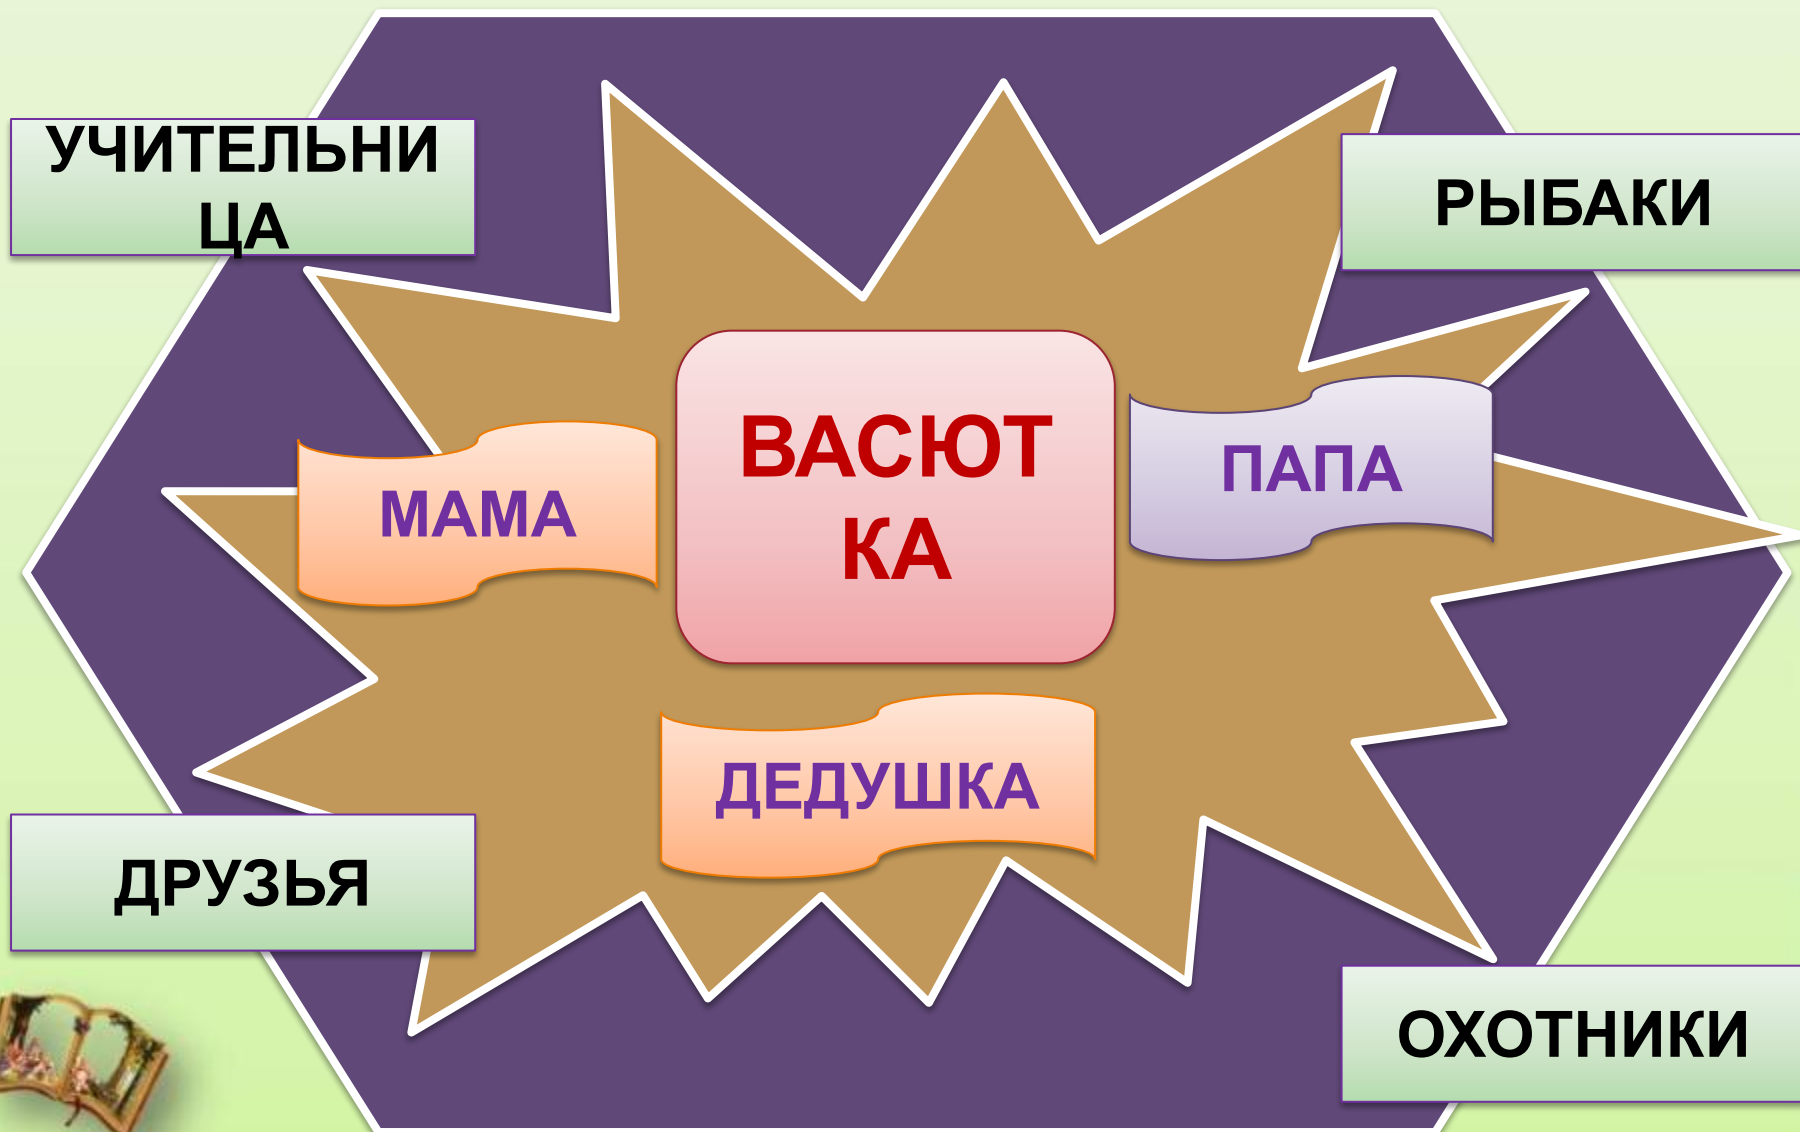 УЧИТЕЛЬНИ
ЦА
РЫБАКИ
ВАСЮТ
КА
ПАПА
МАМА
ДЕДУШКА
ДРУЗЬЯ
ОХОТНИКИ